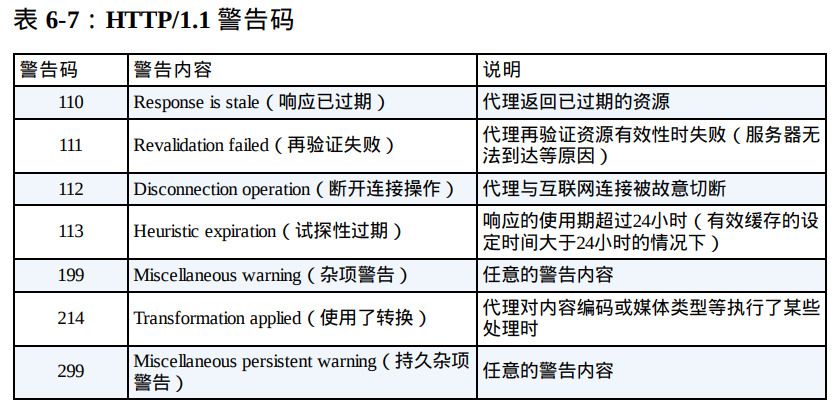 表 6-7：HTTP/1.1 警告码
警告码 警告内容 说明
110 Response is stale（响应已过期） 代理返回已过期的资源
111 Revalidation failed（再验证失败） 代理再验证资源有效性时失败（服务器无
法到达等原因）
112 Disconnection operation（断开连接操作） 代理与互联网连接被故意切断
113 Heuristic expiration（试探性过期） 响应的使用期超过24小时（有效缓存的设
定时间大于24小时的情况下）
199 Miscellaneous warning（杂项警告） 任意的警告内容
214 Transformation applied（使用了转换） 代理对内容编码或媒体类型等执行了某些
处理时
299 Miscellaneous persistent warning（持久杂项
警告） 任意的警告内容